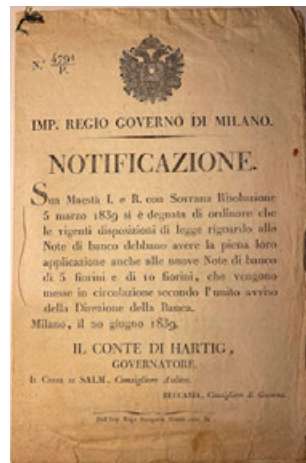 N.° 4791/P.
IMP. REGIO GOVERNO DI MILANO.
NOTIFICAZIONE.
Sua Maestà I. e R. con Sovrana Risoluzione
5 marzo 1839 si è degnata di ordinare che
le vigenti disposizioni di legge riguardo alle
Note di banco debbano avere la piena loro
applicazione anche alle nuove Note di banco
di 5 fiorini e di 10 fiorini, che vengono
messe in circolazione secondo l'unito avviso
della Direzione della Banca.
Milano, il 20 giugno 1839.
IL CONTE DI HARTIG,
GOVERNATORE.
Il Conte di SALM, Consigliere Aulico.
BECCARIA, Consigliere di Governo.
Dall'Imp. Regia Stamperia